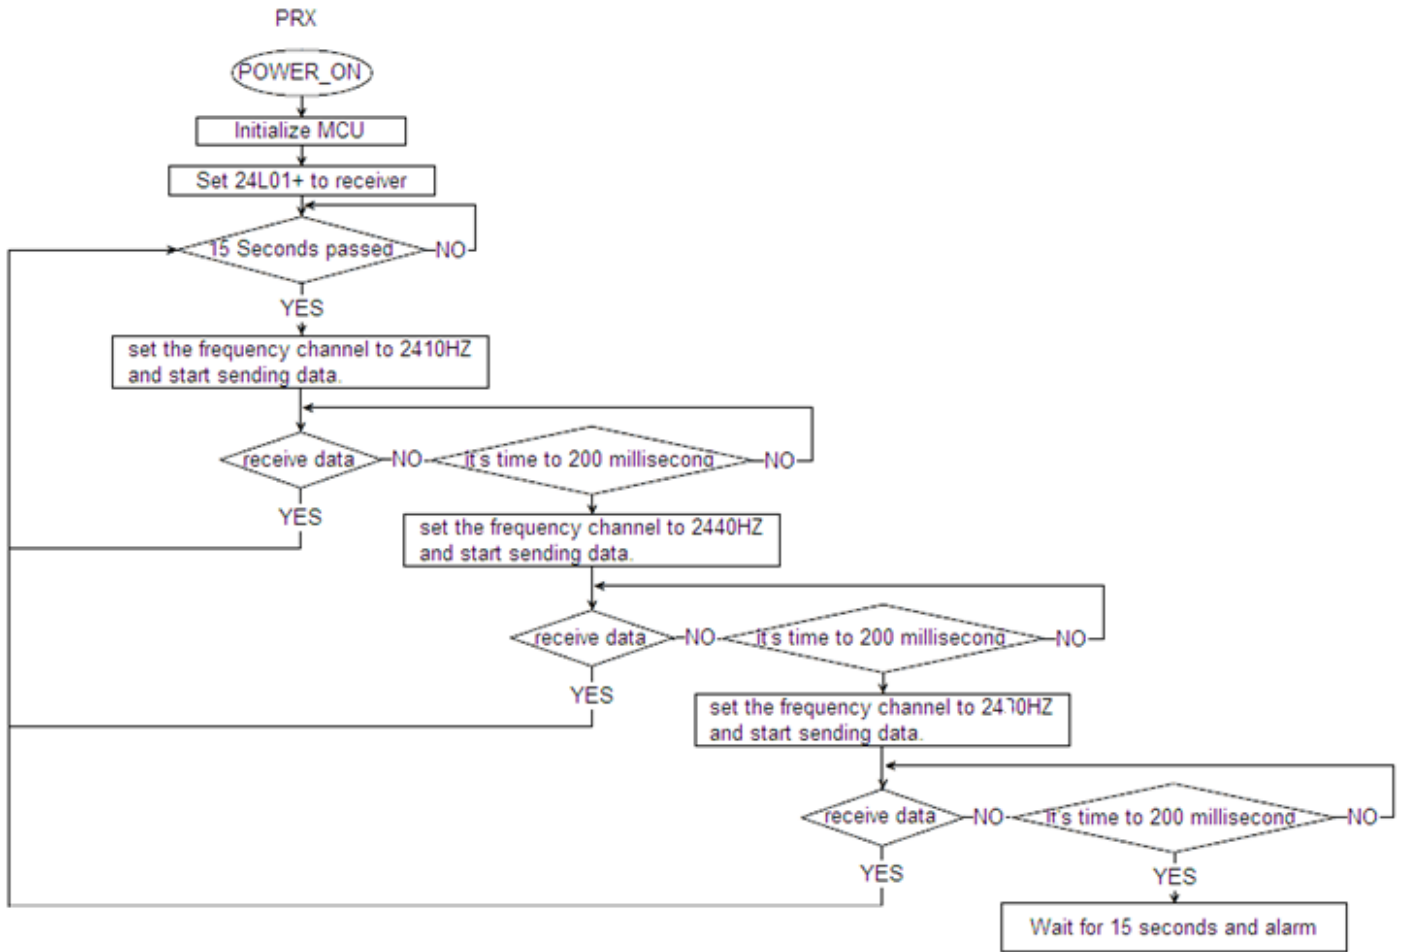 PRX
POWER_ON
Initialize MCU
Set 24L01+ to receiver
15 Seconds passed
NO
YES
set the frequency channel to 2410HZ
and start sending data.
receive data
NO
it's time to 200 millisecond
NO
YES
set the frequency channel to 2440HZ
and start sending data.
receive data
NO
it's time to 200 millisecond
NO
YES
set the frequency channel to 2470HZ
and start sending data.
receive data
NO
it's time to 200 millisecond
NO
YES
YES
Wait for 15 seconds and alarm